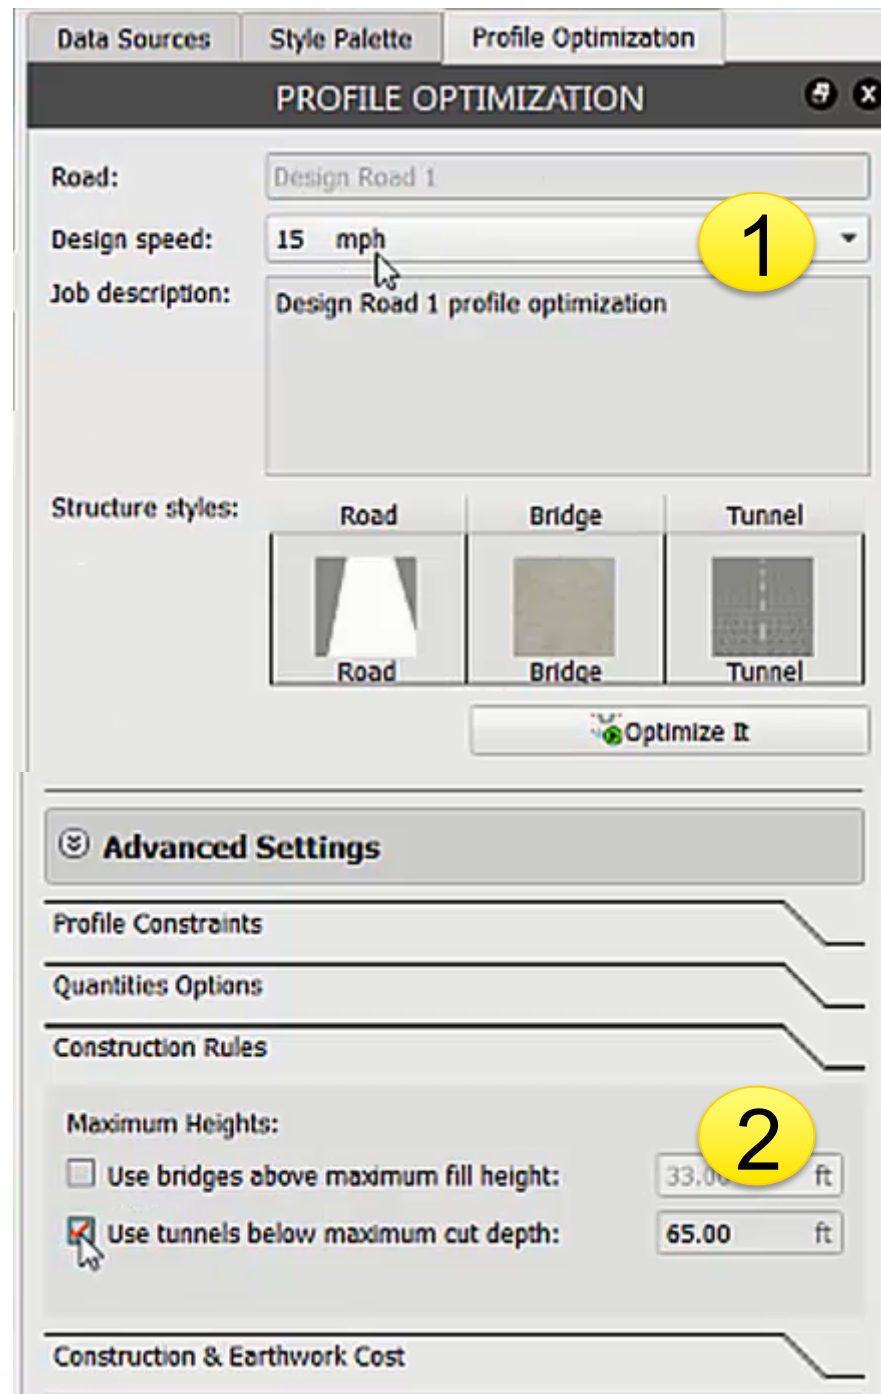 Data Sources Style Palette Profile Optimization
PROFILE OPTIMIZATION
Road: Design Road 1
Design speed: 15 mph 1
Job description: Design Road 1 profile optimization
Structure styles: Road Bridge Tunnel
Road Bridge Tunnel
Optimize It
Advanced Settings
Profile Constraints
Quantities Options
Construction Rules
Maximum Heights: 2
Use bridges above maximum fill height: 33.00 ft
Use tunnels below maximum cut depth: 65.00 ft
Construction & Earthwork Cost